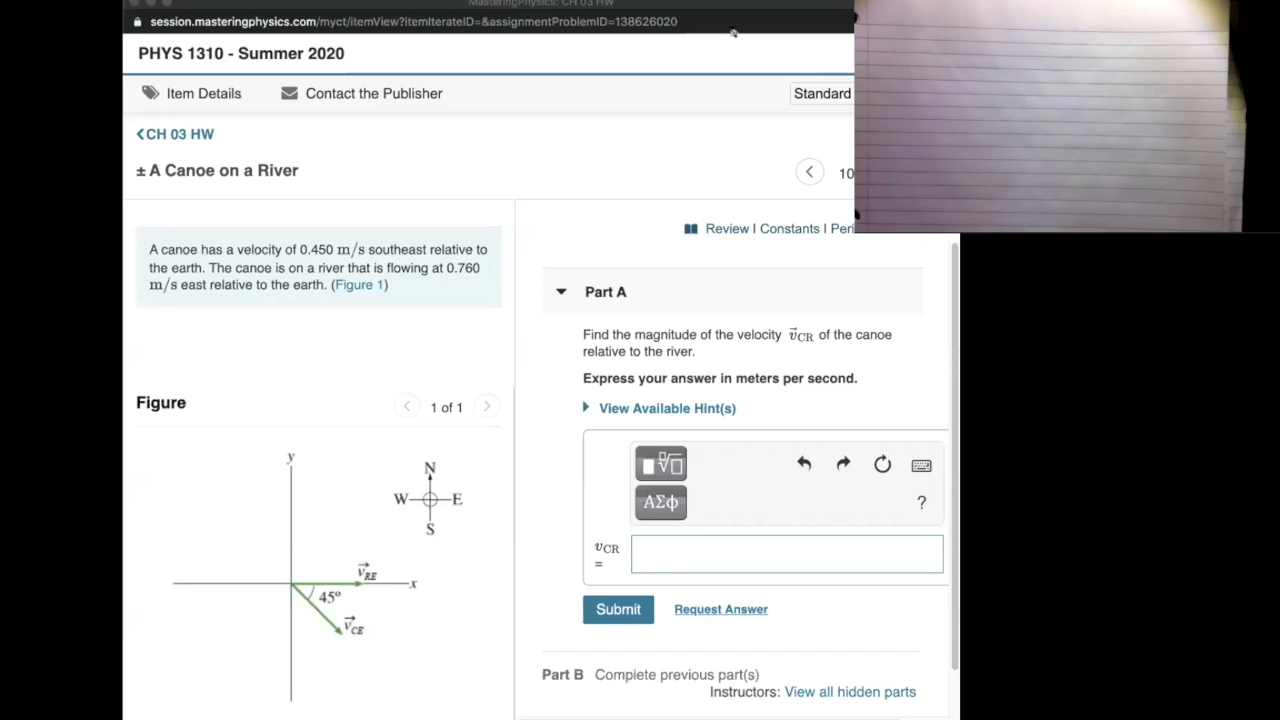 MasteringPhysics: CH 03 HW
session.masteringphysics.com/myct/itemView?itemIterateID=&assignmentProblemID=138626020
PHYS 1310 - Summer 2020
Item Details
Contact the Publisher
Standard
CH 03 HW
± A Canoe on a River
10
A canoe has a velocity of 0.450 m/s southeast relative to
the earth. The canoe is on a river that is flowing at 0.760
m/s east relative to the earth. (Figure 1)
Figure
1 of 1
y
N
W
E
S
v⃗RE
x
45°
v⃗CE
Review | Constants | Peri
Part A
Find the magnitude of the velocity v⃗CR of the canoe
relative to the river.
Express your answer in meters per second.
View Available Hint(s)
ΑΣφ
?
vCR
=
Submit
Request Answer
Part B Complete previous part(s)
Instructors: View all hidden parts